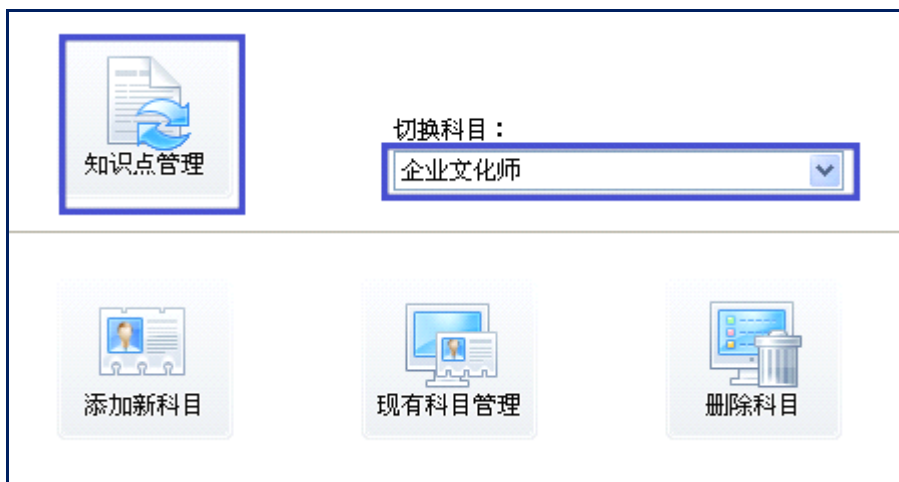 切换科目：
知识点管理
企业文化师
添加新科目
现有科目管理
删除科目